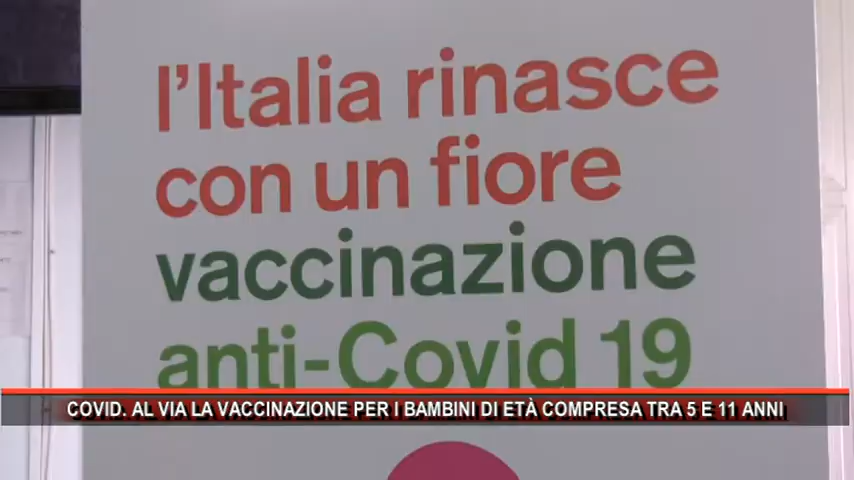 l'Italia rinasce
con un fiore
vaccinazione
anti-Covid 19
COVID. AL VIA LA VACCINAZIONE PER I BAMBINI DI ETÀ COMPRESA TRA 5 E 11 ANNI